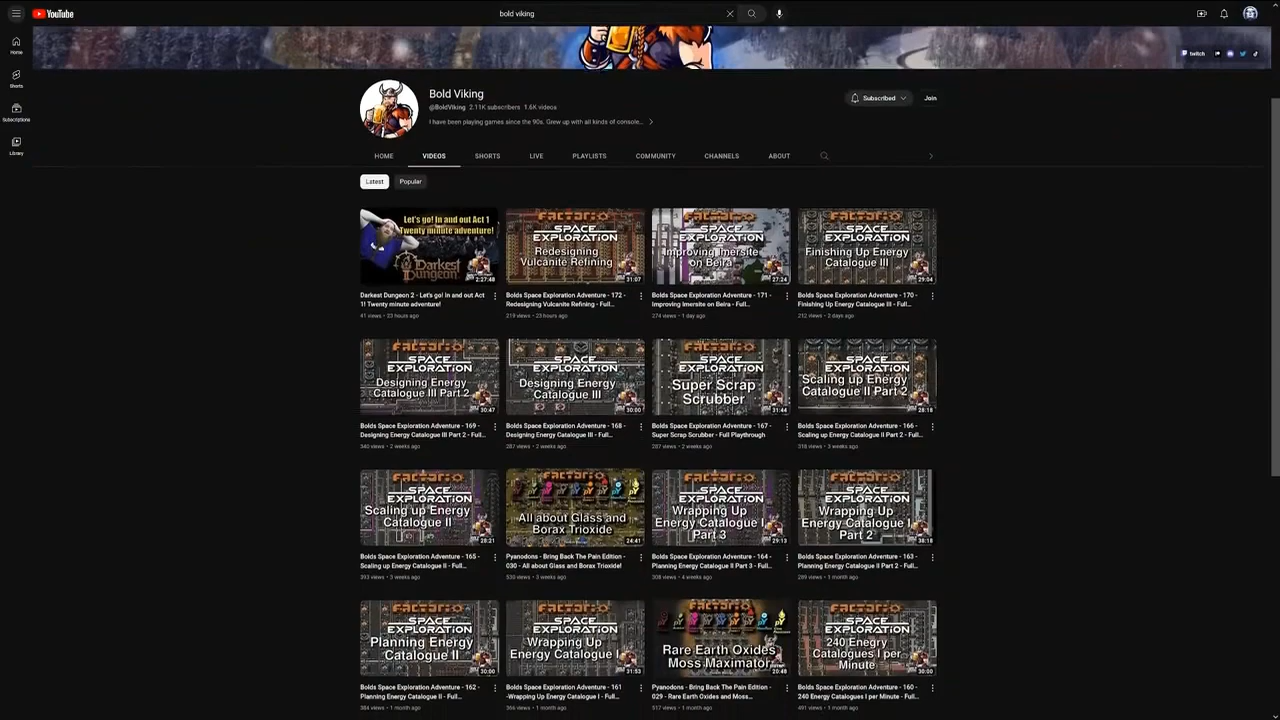 YouTube
bold viking
Home
Shorts
Subscriptions
Library
twitch
Bold Viking
@BoldViking 2.11K subscribers 1.6K videos
I have been playing games since the 90s. Grew up with all kinds of console...
Subscribed
Join
HOME
VIDEOS
SHORTS
LIVE
PLAYLISTS
COMMUNITY
CHANNELS
ABOUT
Latest
Popular
Let's go! In and out Act 1
Twenty minute adventure!
Darkest Dungeon
2:27:48
Darkest Dungeon 2 - Let's go! In and out Act
1! Twenty minute adventure!
41 views • 23 hours ago
FACTORIO
SPACE
EXPLORATION
Redesigning
Vulcanite Refining
31:07
Bolds Space Exploration Adventure - 172 -
Redesigning Vulcanite Refining - Full...
219 views • 23 hours ago
FACTORIO
SPACE
EXPLORATION
Improving Imersite
on Beira
27:24
Bolds Space Exploration Adventure - 171 -
Improving Imersite on Beira - Full...
274 views • 1 day ago
FACTORIO
SPACE
EXPLORATION
Finishing Up Energy
Catalogue III
29:04
Bolds Space Exploration Adventure - 170 -
Finishing Up Energy Catalogue III - Full...
212 views • 2 days ago
FACTORIO
SPACE
EXPLORATION
Designing Energy
Catalogue III Part 2
30:47
Bolds Space Exploration Adventure - 169 -
Designing Energy Catalogue III Part 2 - Full...
340 views • 2 weeks ago
FACTORIO
SPACE
EXPLORATION
Designing Energy
Catalogue III
30:00
Bolds Space Exploration Adventure - 168 -
Designing Energy Catalogue III - Full...
287 views • 2 weeks ago
FACTORIO
SPACE
EXPLORATION
Super Scrap
Scrubber
31:44
Bolds Space Exploration Adventure - 167 -
Super Scrap Scrubber - Full Playthrough
287 views • 2 weeks ago
FACTORIO
SPACE
EXPLORATION
Scaling up Energy
Catalogue II Part 2
28:18
Bolds Space Exploration Adventure - 166 -
Scaling up Energy Catalogue II Part 2 - Full...
318 views • 3 weeks ago
FACTORIO
SPACE
EXPLORATION
Scaling up Energy
Catalogue II
28:21
Bolds Space Exploration Adventure - 165 -
Scaling up Energy Catalogue II - Full...
393 views • 3 weeks ago
FACTORIO
All about Glass and
Borax Trioxide
24:41
Pyanodons - Bring Back The Pain Edition -
030 - All about Glass and Borax Trioxide!
530 views • 3 weeks ago
FACTORIO
SPACE
EXPLORATION
Wrapping Up
Energy Catalogue I
Part 3
29:13
Bolds Space Exploration Adventure - 164 -
Planning Energy Catalogue II Part 3 - Full...
308 views • 4 weeks ago
FACTORIO
SPACE
EXPLORATION
Wrapping Up
Energy Catalogue I
Part 2
38:18
Bolds Space Exploration Adventure - 163 -
Planning Energy Catalogue II Part 2 - Full...
289 views • 1 month ago
FACTORIO
SPACE
EXPLORATION
Planning Energy
Catalogue II
30:00
Bolds Space Exploration Adventure - 162 -
Planning Energy Catalogue II - Full...
384 views • 1 month ago
FACTORIO
SPACE
EXPLORATION
Wrapping Up
Energy Catalogue I
31:53
Bolds Space Exploration Adventure - 161
-Wrapping Up Energy Catalogue I - Full...
366 views • 1 month ago
FACTORIO
Rare Earth Oxides
Moss Maximator
20:48
Pyanodons - Bring Back The Pain Edition -
029 - Rare Earth Oxides and Moss...
517 views • 1 month ago
FACTORIO
SPACE
EXPLORATION
240 Enegry
Catalogues I per
Minute
30:00
Bolds Space Exploration Adventure - 160 -
240 Energy Catalogues I per Minute - Full...
491 views • 1 month ago